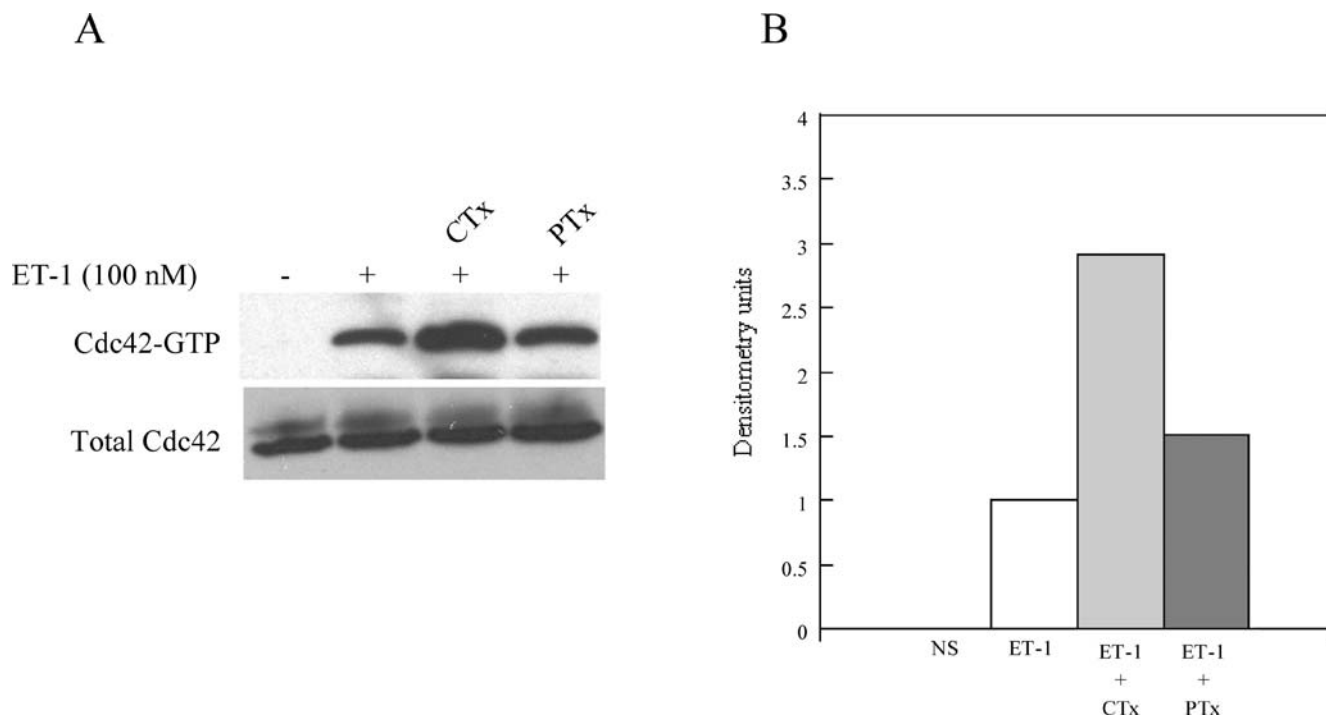 A
CTx PTx
ET-1 (100 nM) - + + +
Cdc42-GTP
Total Cdc42
B
Densitometry units
4
3.5
3
2.5
2
1.5
1
0.5
0
NS ET-1 ET-1 ET-1
+ +
CTx PTx